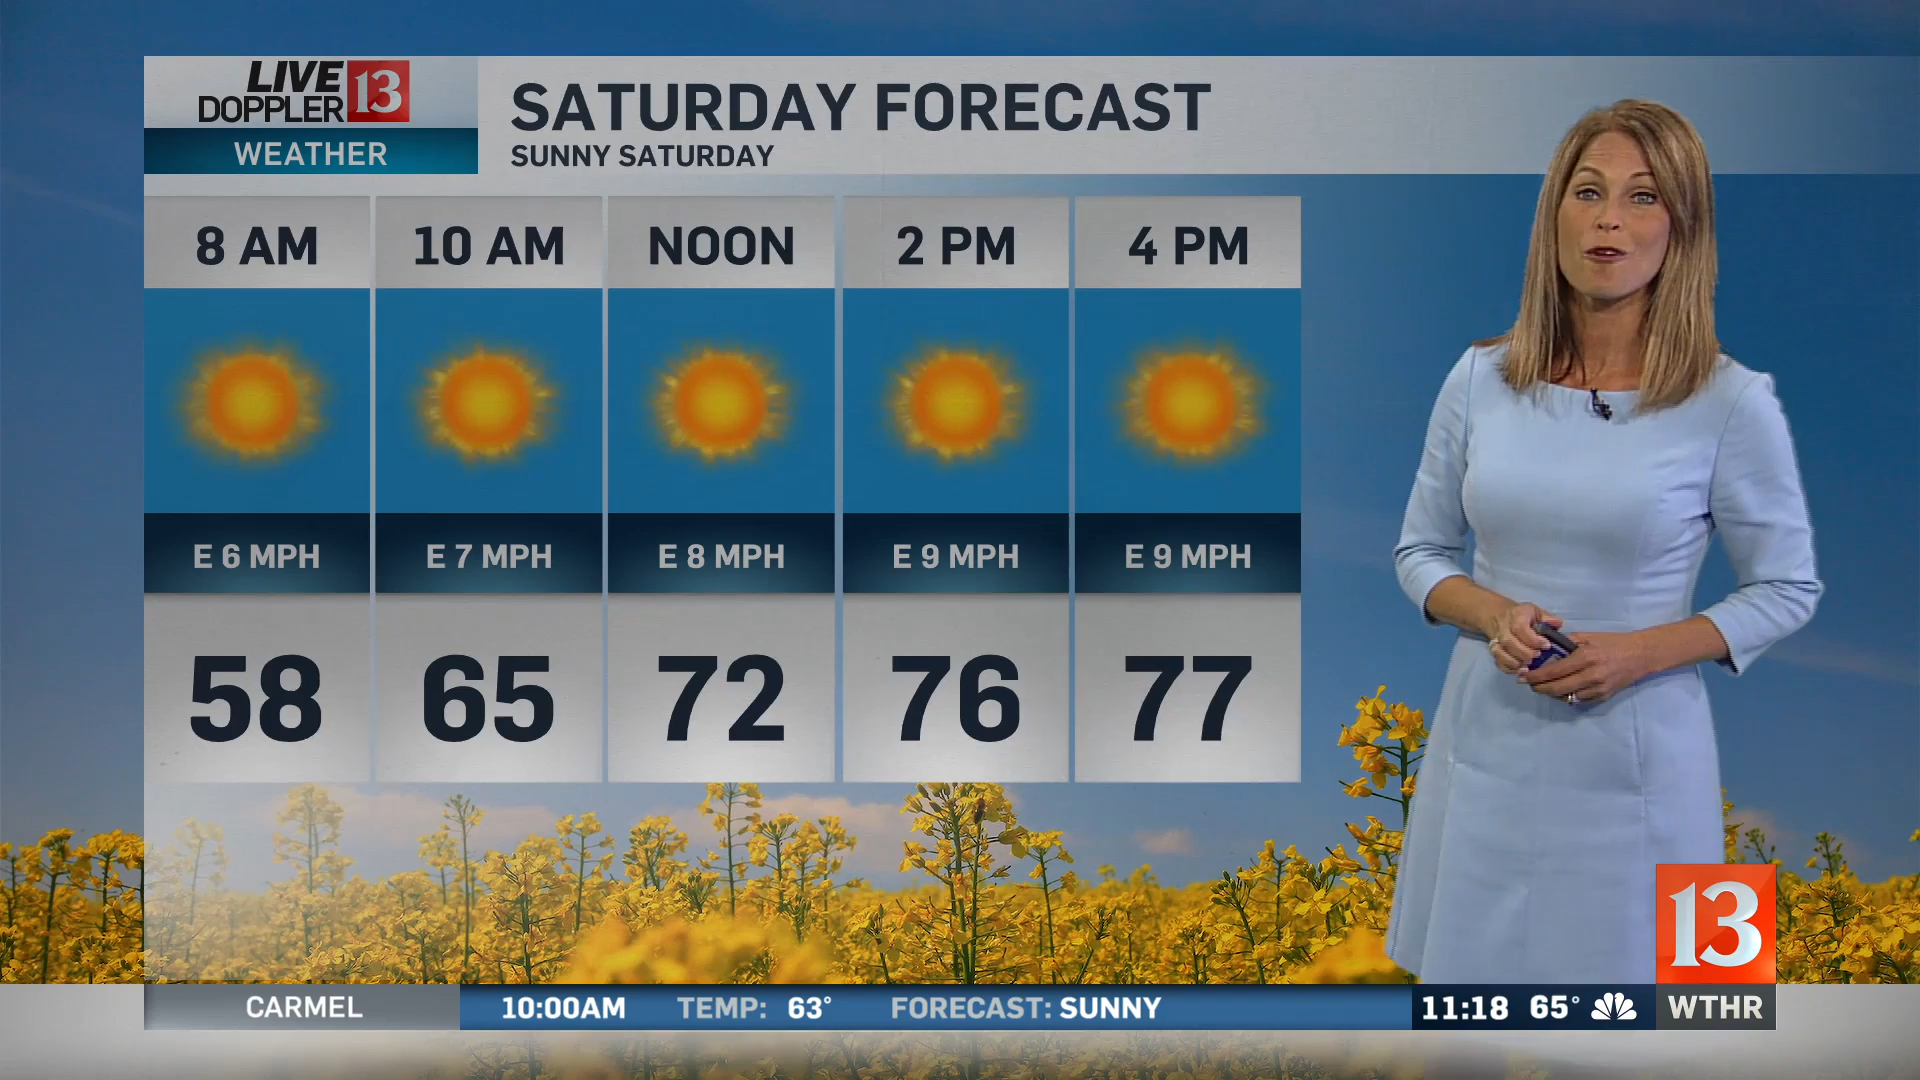 LIVE
DOPPLER 13
WEATHER
SATURDAY FORECAST
SUNNY SATURDAY
8 AM 10 AM NOON 2 PM 4 PM
E 6 MPH E 7 MPH E 8 MPH E 9 MPH E 9 MPH
58 65 72 76 77
13
CARMEL 10:00AM TEMP: 63° FORECAST: SUNNY 11:18 65° WTHR